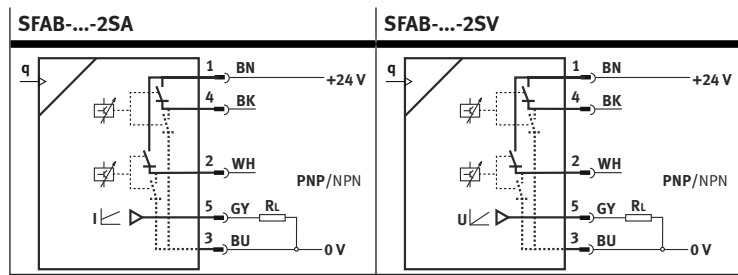 SFAB-...-2SA
q
1 BN
+24 V
4 BK
2 WH
PNP/NPN
I
5 GY RL
3 BU
0 V
SFAB-...-2SV
q
1 BN
+24 V
4 BK
2 WH
PNP/NPN
U
5 GY RL
3 BU
0 V